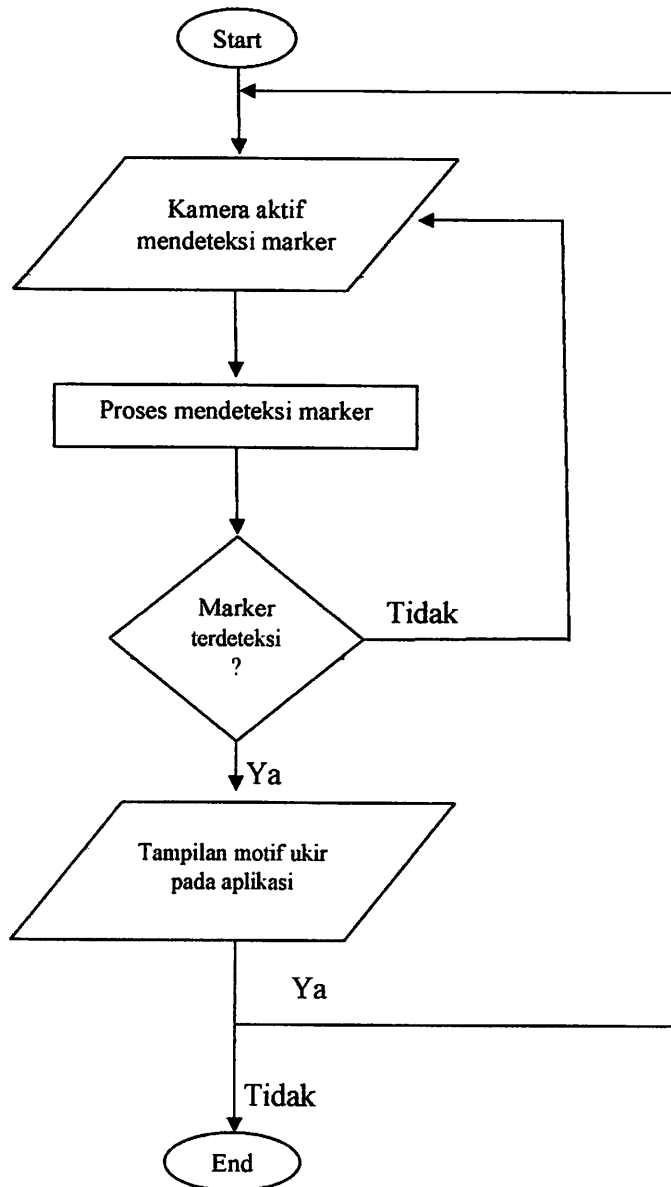 Start
Kamera aktif
mendeteksi marker
Proses mendeteksi marker
Marker
terdeteksi
?
Tidak
Ya
Tampilan motif ukir
pada aplikasi
Ya
Tidak
End